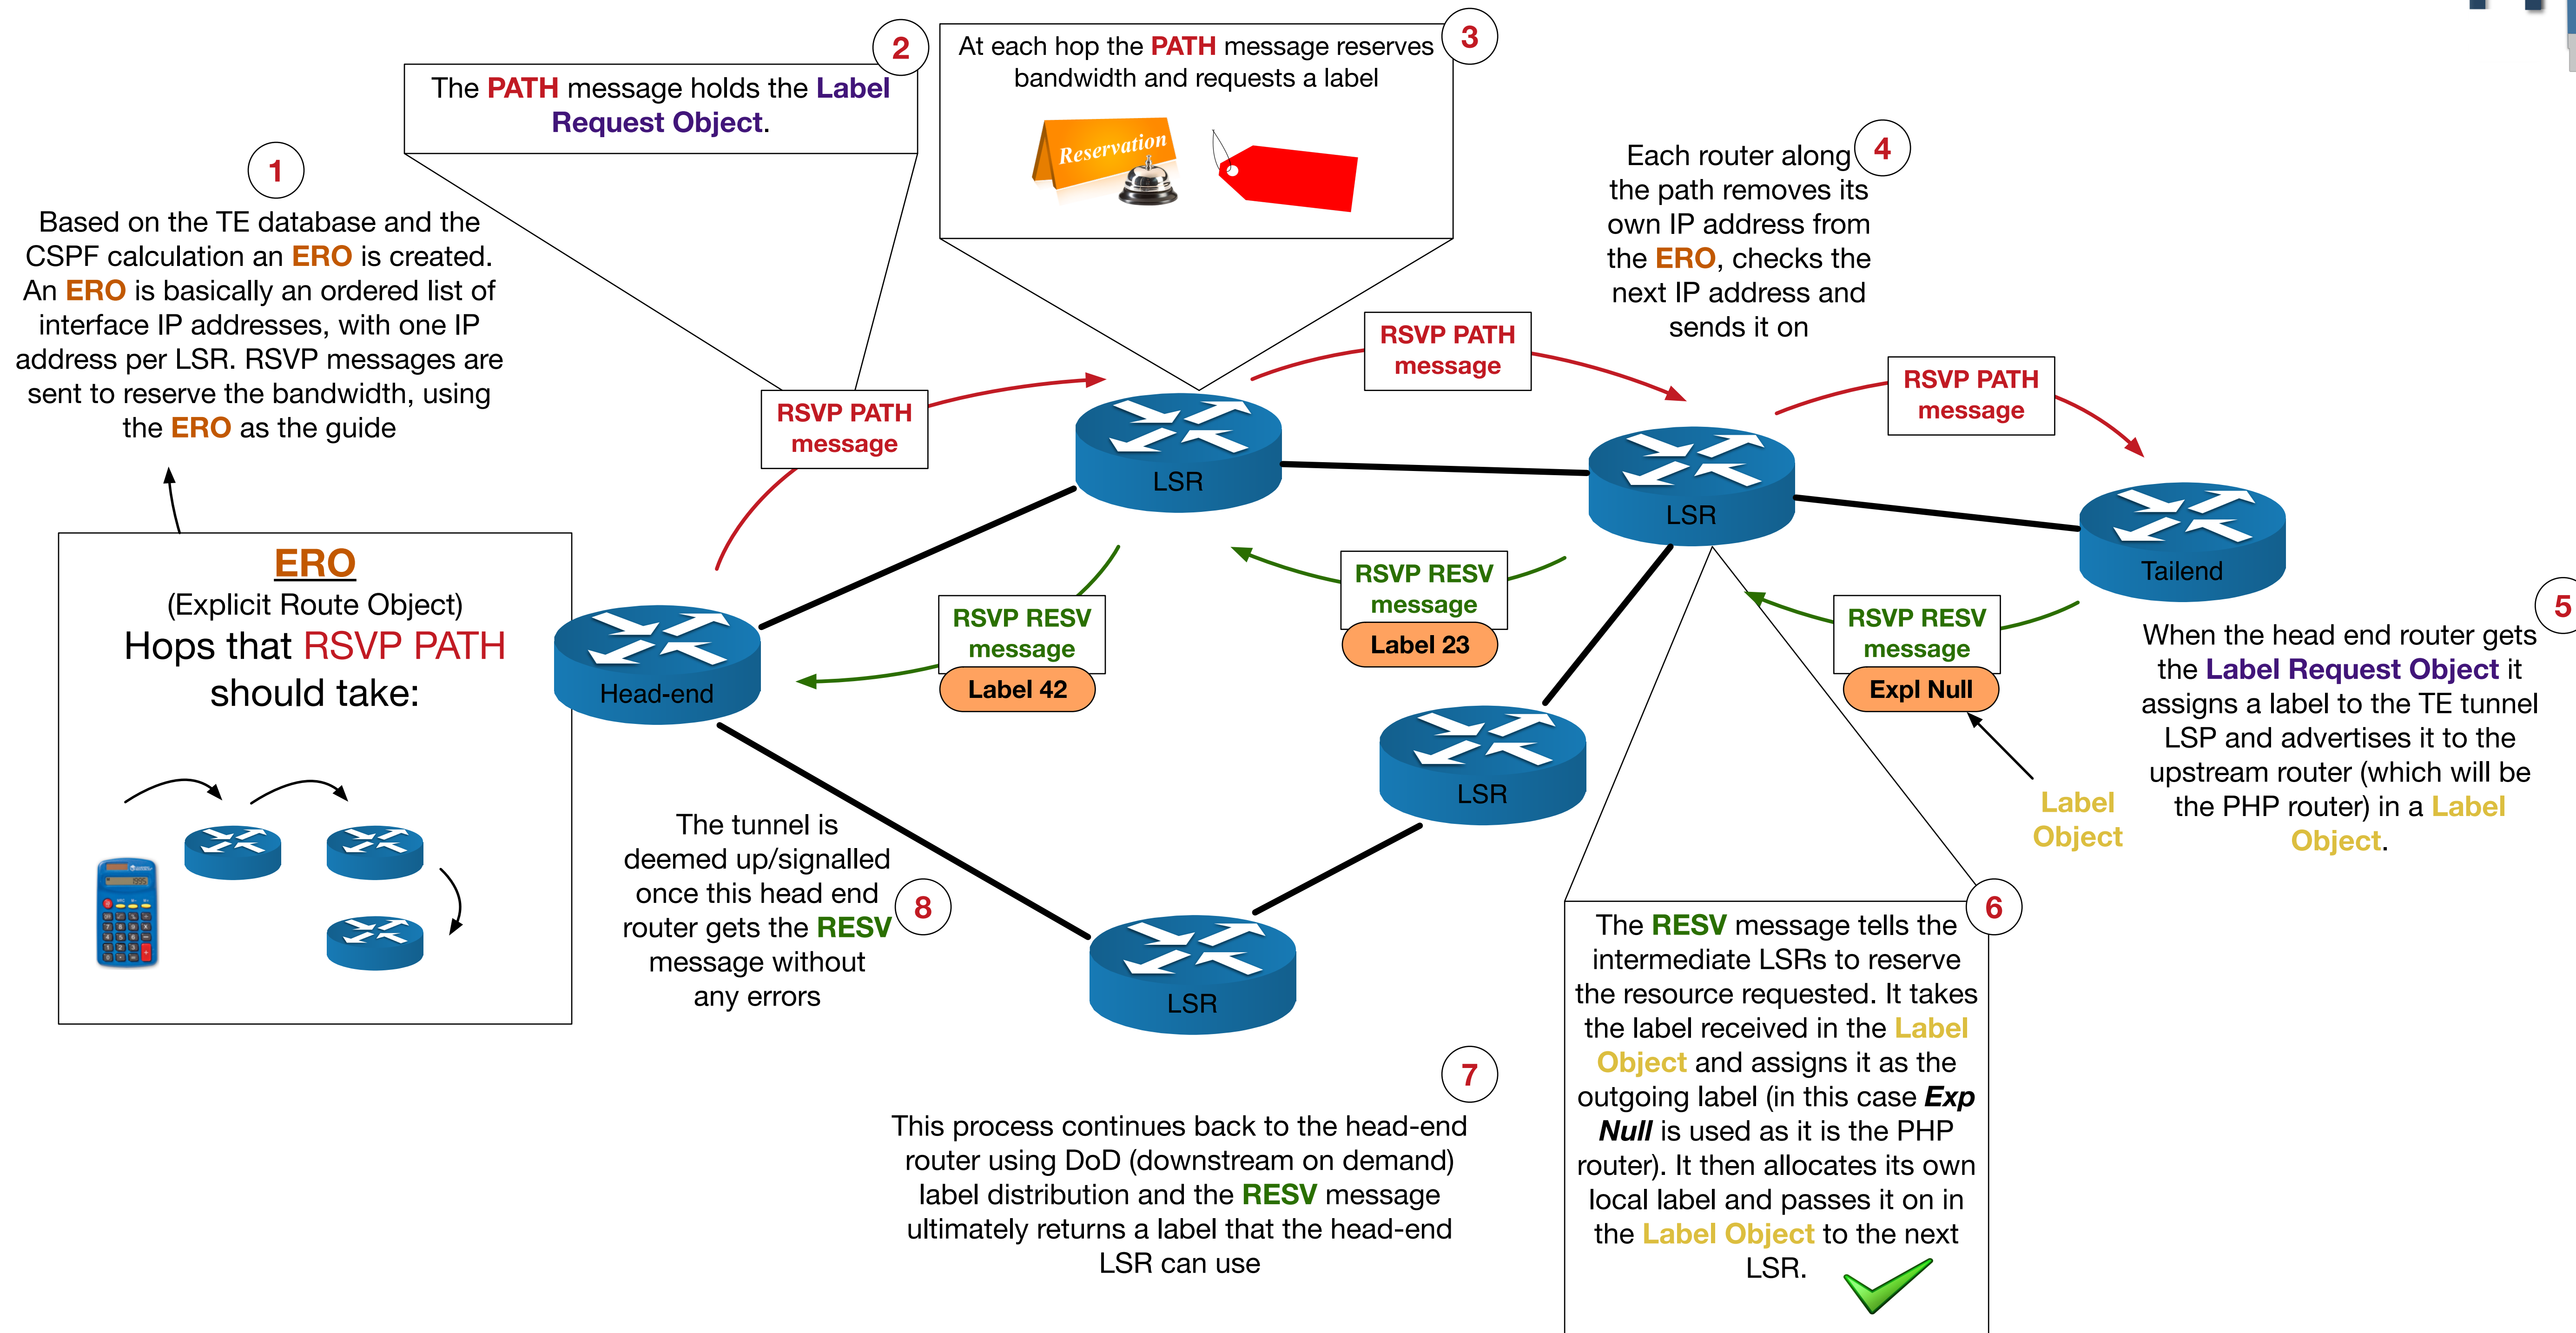 1
Based on the TE database and the
CSPF calculation an ERO is created.
An ERO is basically an ordered list of
interface IP addresses, with one IP
address per LSR. RSVP messages are
sent to reserve the bandwidth, using
the ERO as the guide
2
The PATH message holds the Label
Request Object.
3
At each hop the PATH message reserves
bandwidth and requests a label
Reservation
4
Each router along
the path removes its
own IP address from
the ERO, checks the
next IP address and
sends it on
RSVP PATH
message
RSVP PATH
message
RSVP PATH
message
LSR
LSR
Tailend
Head-end
LSR
LSR
ERO
(Explicit Route Object)
Hops that RSVP PATH
should take:
RSVP RESV
message
Label 42
RSVP RESV
message
Label 23
RSVP RESV
message
Expl Null
Label
Object
5
When the head end router gets
the Label Request Object it
assigns a label to the TE tunnel
LSP and advertises it to the
upstream router (which will be
the PHP router) in a Label
Object.
6
The RESV message tells the
intermediate LSRs to reserve
the resource requested. It takes
the label received in the Label
Object and assigns it as the
outgoing label (in this case Exp
Null is used as it is the PHP
router). It then allocates its own
local label and passes it on in
the Label Object to the next
LSR.
7
This process continues back to the head-end
router using DoD (downstream on demand)
label distribution and the RESV message
ultimately returns a label that the head-end
LSR can use
8
The tunnel is
deemed up/signalled
once this head end
router gets the RESV
message without
any errors